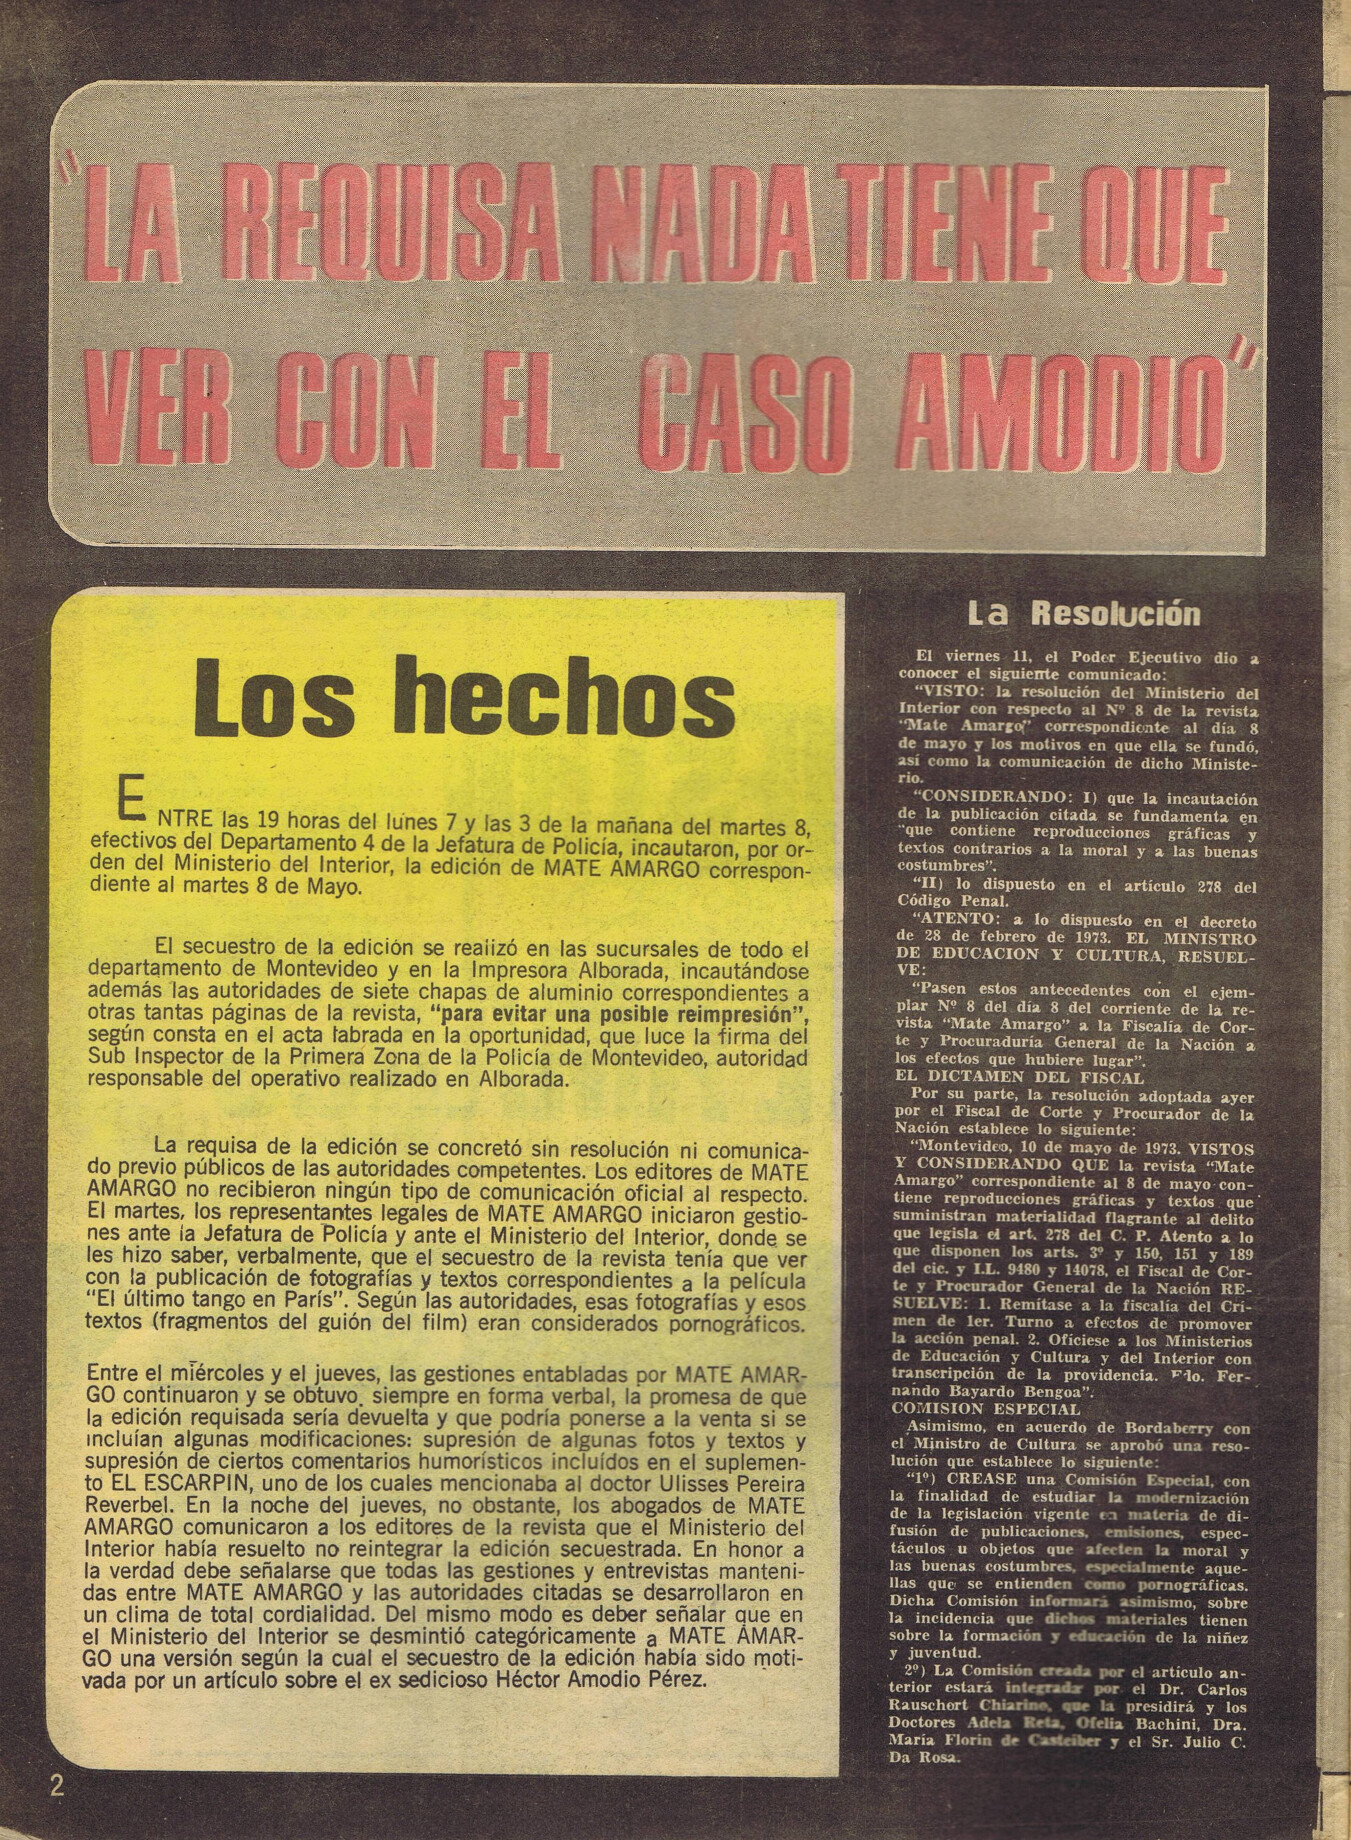 "LA REQUISA NADA TIENE QUE
VER CON EL CASO AMODIO"
Los hechos
ENTRE las 19 horas del lunes 7 y las 3 de la mañana del martes 8,
efectivos del Departamento 4 de la Jefatura de Policía, incautaron, por or-
den del Ministerio del Interior, la edición de MATE AMARGO correspon-
diente al martes 8 de Mayo.
El secuestro de la edición se realizó en las sucursales de todo el
departamento de Montevideo y en la Impresora Alborada, incautándose
además las autoridades de siete chapas de aluminio correspondientes a
otras tantas páginas de la revista, "para evitar una posible reimpresión",
según consta en el acta labrada en la oportunidad, que luce la firma del
Sub Inspector de la Primera Zona de la Policía de Montevideo, autoridad
responsable del operativo realizado en Alborada.
La requisa de la edición se concretó sin resolución ni comunica-
do previo públicos de las autoridades competentes. Los editores de MATE
AMARGO no recibieron ningún tipo de comunicación oficial al respecto.
El martes, los representantes legales de MATE AMARGO iniciaron gestio-
nes ante la Jefatura de Policía y ante el Ministerio del Interior, donde se
les hizo saber, verbalmente, que el secuestro de la revista tenía que ver
con la publicación de fotografías y textos correspondientes a la película
"El último tango en París". Según las autoridades, esas fotografías y esos
textos (fragmentos del guión del film) eran considerados pornográficos.
Entre el miércoles y el jueves, las gestiones entabladas por MATE AMAR-
GO continuaron y se obtuvo, siempre en forma verbal, la promesa de que
la edición requisada sería devuelta y que podría ponerse a la venta si se
incluían algunas modificaciones: supresión de algunas fotos y textos y
supresión de ciertos comentarios humorísticos incluídos en el suplemen-
to EL ESCARPIN, uno de los cuales mencionaba al doctor Ulisses Pereira
Reverbel. En la noche del jueves, no obstante, los abogados de MATE
AMARGO comunicaron a los editores de la revista que el Ministerio del
Interior había resuelto no reintegrar la edición secuestrada. En honor a
la verdad debe señalarse que todas las gestiones y entrevistas manteni-
das entre MATE AMARGO y las autoridades citadas se desarrollaron en
un clima de total cordialidad. Del mismo modo es deber señalar que en
el Ministerio del Interior se desmintió categóricamente a MATE AMAR-
GO una versión según la cual el secuestro de la edición había sido moti-
vada por un artículo sobre el ex sedicioso Héctor Amodio Pérez.
2
La Resolución
El viernes 11, el Poder Ejecutivo dio a
conocer el siguiente comunicado:
"VISTO: la resolución del Ministerio del
Interior con respecto al Nº 8 de la revista
"Mate Amargo" correspondiente al día 8
de mayo y los motivos en que ella se fundó,
así como la comunicación de dicho Ministe-
rio.
"CONSIDERANDO: I) que la incautación
de la publicación citada se fundamenta en
"que contiene reproducciones gráficas y
textos contrarios a la moral y a las buenas
costumbres".
"II) lo dispuesto en el artículo 278 del
Código Penal.
"ATENTO: a lo dispuesto en el decreto
de 28 de febrero de 1973. EL MINISTRO
DE EDUCACION Y CULTURA, RESUEL-
VE:
"Pasen estos antecedentes con el ejem-
plar Nº 8 del día 8 del corriente de la re-
vista "Mate Amargo" a la Fiscalía de Cor-
te y Procuraduría General de la Nación a
los efectos que hubiere lugar".
EL DICTAMEN DEL FISCAL
Por su parte, la resolución adoptada ayer
por el Fiscal de Corte y Procurador de la
Nación establece lo siguiente:
"Montevideo, 10 de mayo de 1973. VISTOS
Y CONSIDERANDO QUE la revista "Mate
Amargo" correspondiente al 8 de mayo con-
tiene reproducciones gráficas y textos que
suministran materialidad flagrante al delito
que legisla el art. 278 del C. P. Atento a lo
que disponen los arts. 3º y 150, 151 y 189
del cic. y I.L. 9480 y 14078, el Fiscal de Cor-
te y Procurador General de la Nación RE-
SUELVE: 1. Remítase a la fiscalía del Cri-
men de 1er. Turno a efectos de promover
la acción penal. 2. Ofíciese a los Ministerios
de Educación y Cultura y del Interior con
transcripción de la providencia. Fdo. Fer-
nando Bayardo Bengoa".
COMISION ESPECIAL
Asimismo, en acuerdo de Bordaberry con
el Ministro de Cultura se aprobó una reso-
lución que establece lo siguiente:
"1º) CREASE una Comisión Especial, con
la finalidad de estudiar la modernización
de la legislación vigente en materia de di-
fusión de publicaciones, emisiones, espec-
táculos u objetos que afecten la moral y
las buenas costumbres, especialmente aque-
llas que se entienden como pornográficas.
Dicha Comisión informará asimismo, sobre
la incidencia que dichos materiales tienen
sobre la formación y educación de la niñez
y juventud.
2º) La Comisión creada por el artículo an-
terior estará integrada por el Dr. Carlos
Rauschert Chiarino, que la presidirá y los
Doctores Adela Reta, Ofelia Bachini, Dra.
María Florin de Casteiber y el Sr. Julio C.
Da Rosa.